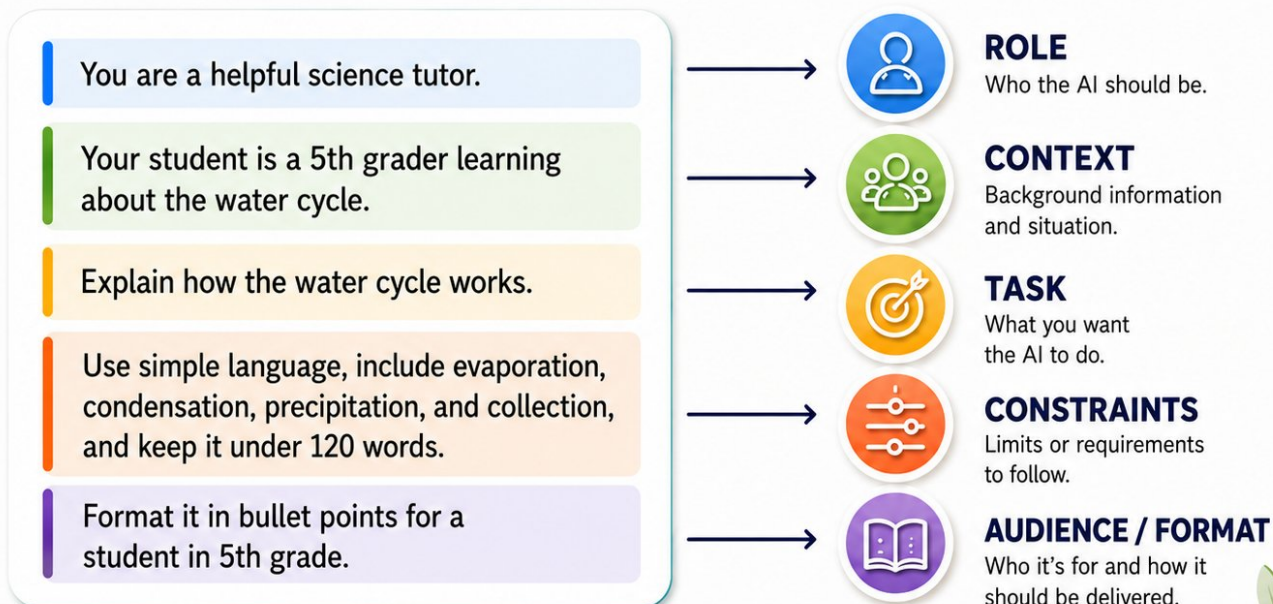 You are a helpful science tutor.
ROLE
Who the AI should be.
Your student is a 5th grader learning
about the water cycle.
CONTEXT
Background information
and situation.
Explain how the water cycle works.
TASK
What you want
the AI to do.
Use simple language, include evaporation,
condensation, precipitation, and collection,
and keep it under 120 words.
CONSTRAINTS
Limits or requirements
to follow.
Format it in bullet points for a
student in 5th grade.
AUDIENCE / FORMAT
Who it's for and how it
should be delivered.